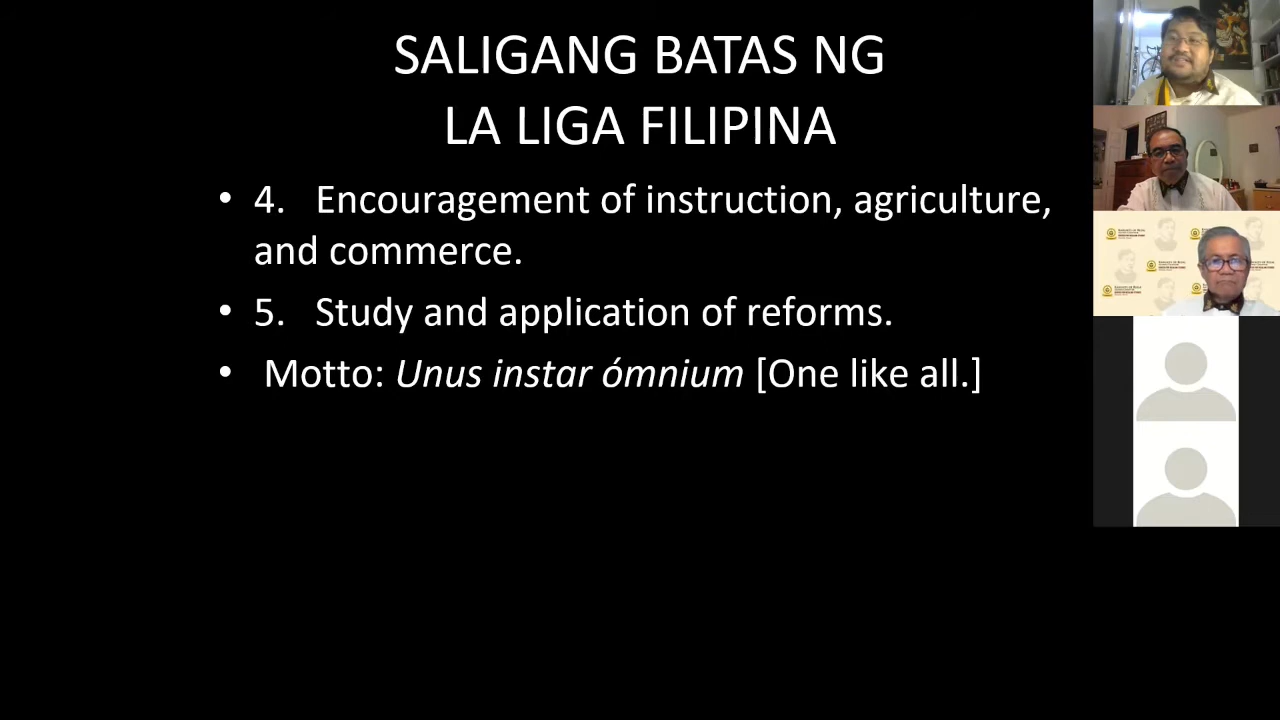 SALIGANG BATAS NG
LA LIGA FILIPINA
• 4. Encouragement of instruction, agriculture,
and commerce.
• 5. Study and application of reforms.
• Motto: Unus instar ómnium [One like all.]